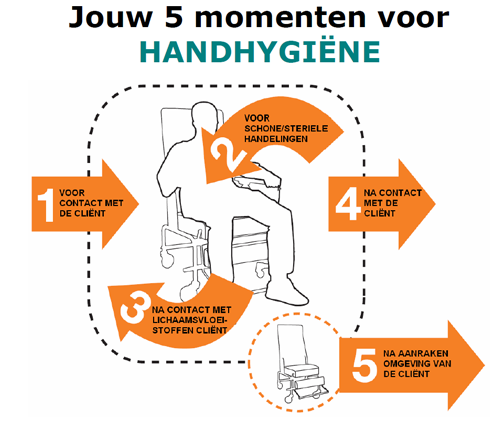 Jouw 5 momenten voor
HANDHYGIËNE
1
VOOR
CONTACT MET
DE CLIËNT
2
VOOR
SCHONE/STERIELE
HANDELINGEN
3
NA CONTACT MET
LICHAAMSVLOEI-
STOFFEN CLIËNT
4
NA CONTACT
MET DE
CLIËNT
5
NA AANRAKEN
OMGEVING VAN
DE CLIËNT